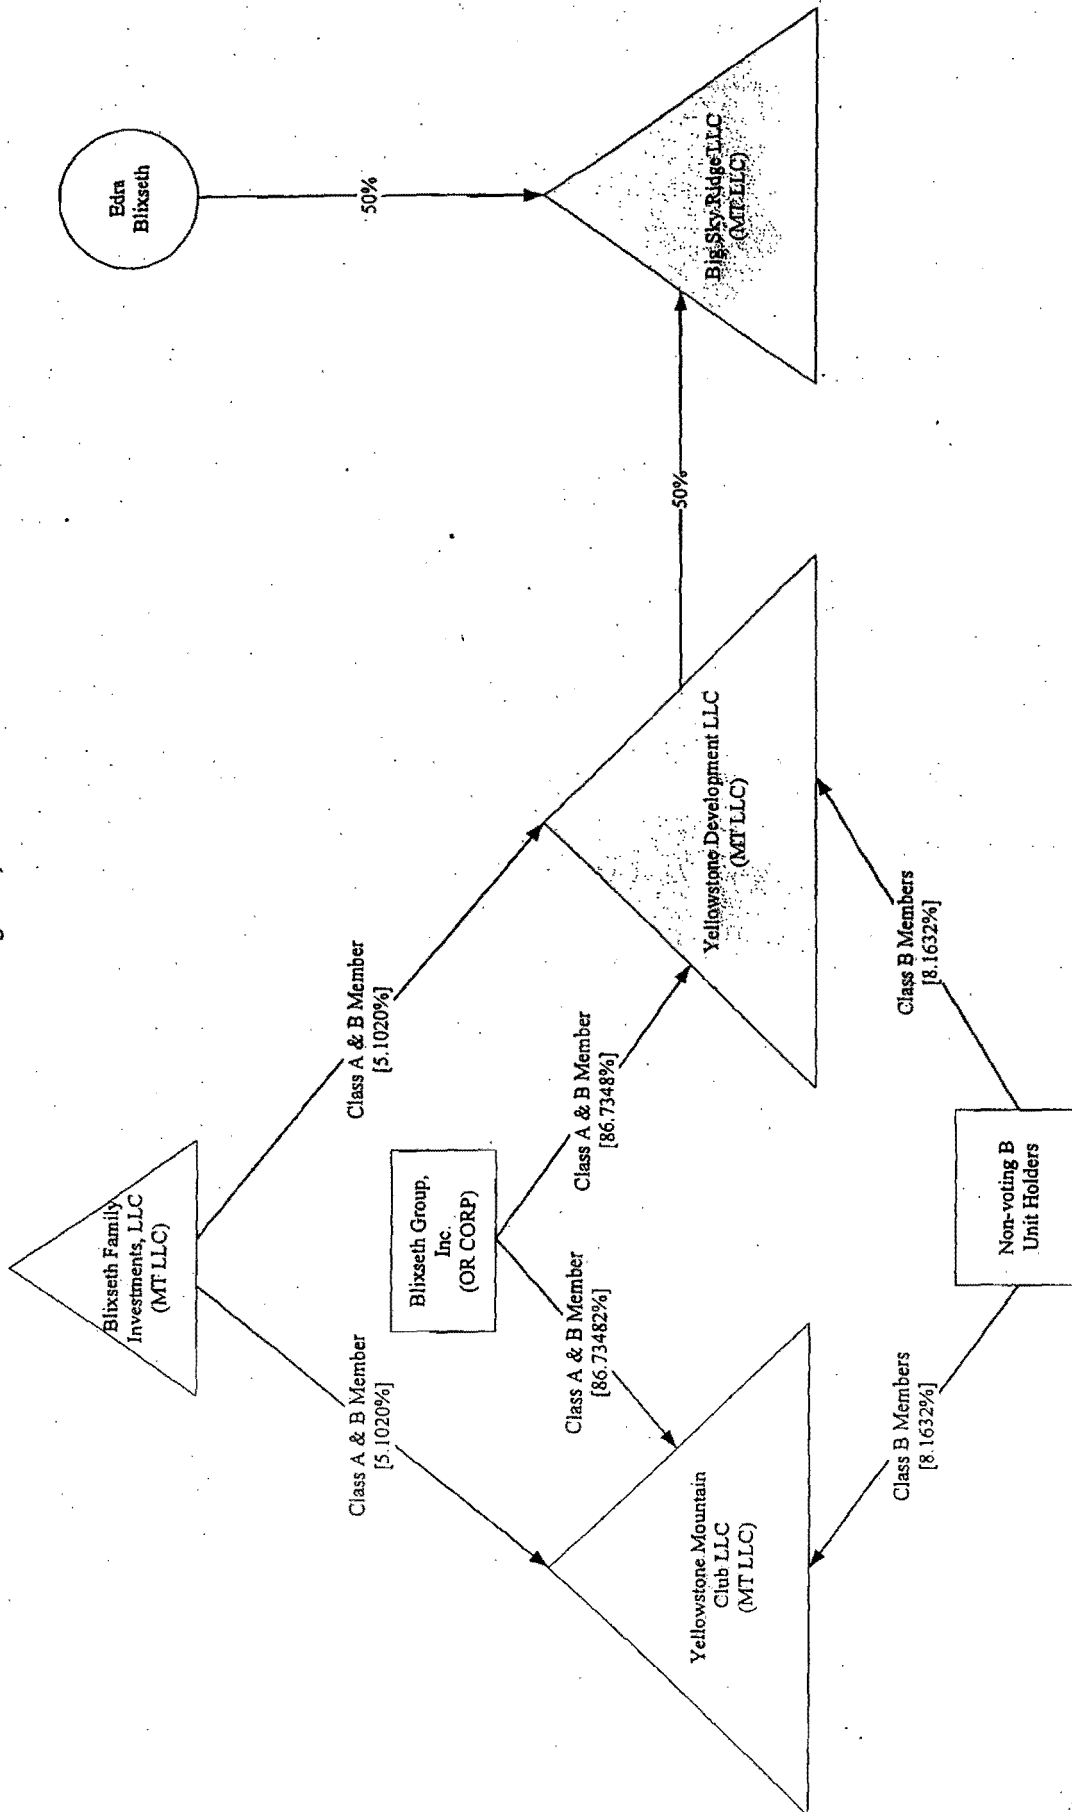 Edra
Blixseth
50%
Big Sky Ridge LLC
(MT LLC)
50%
Blixseth Family
Investments, LLC
(MT LLC)
Class A & B Member
[5.1020%]
Class A & B Member
[5.1020%]
Blixseth Group,
Inc.
(OR CORP)
Class A & B Member
[86.73482%]
Class A & B Member
[86.7348%]
Yellowstone Mountain
Club LLC
(MT LLC)
Yellowstone Development LLC
(MT LLC)
Class B Members
[8.1632%]
Class B Members
[8.1632%]
Non-voting B
Unit Holders